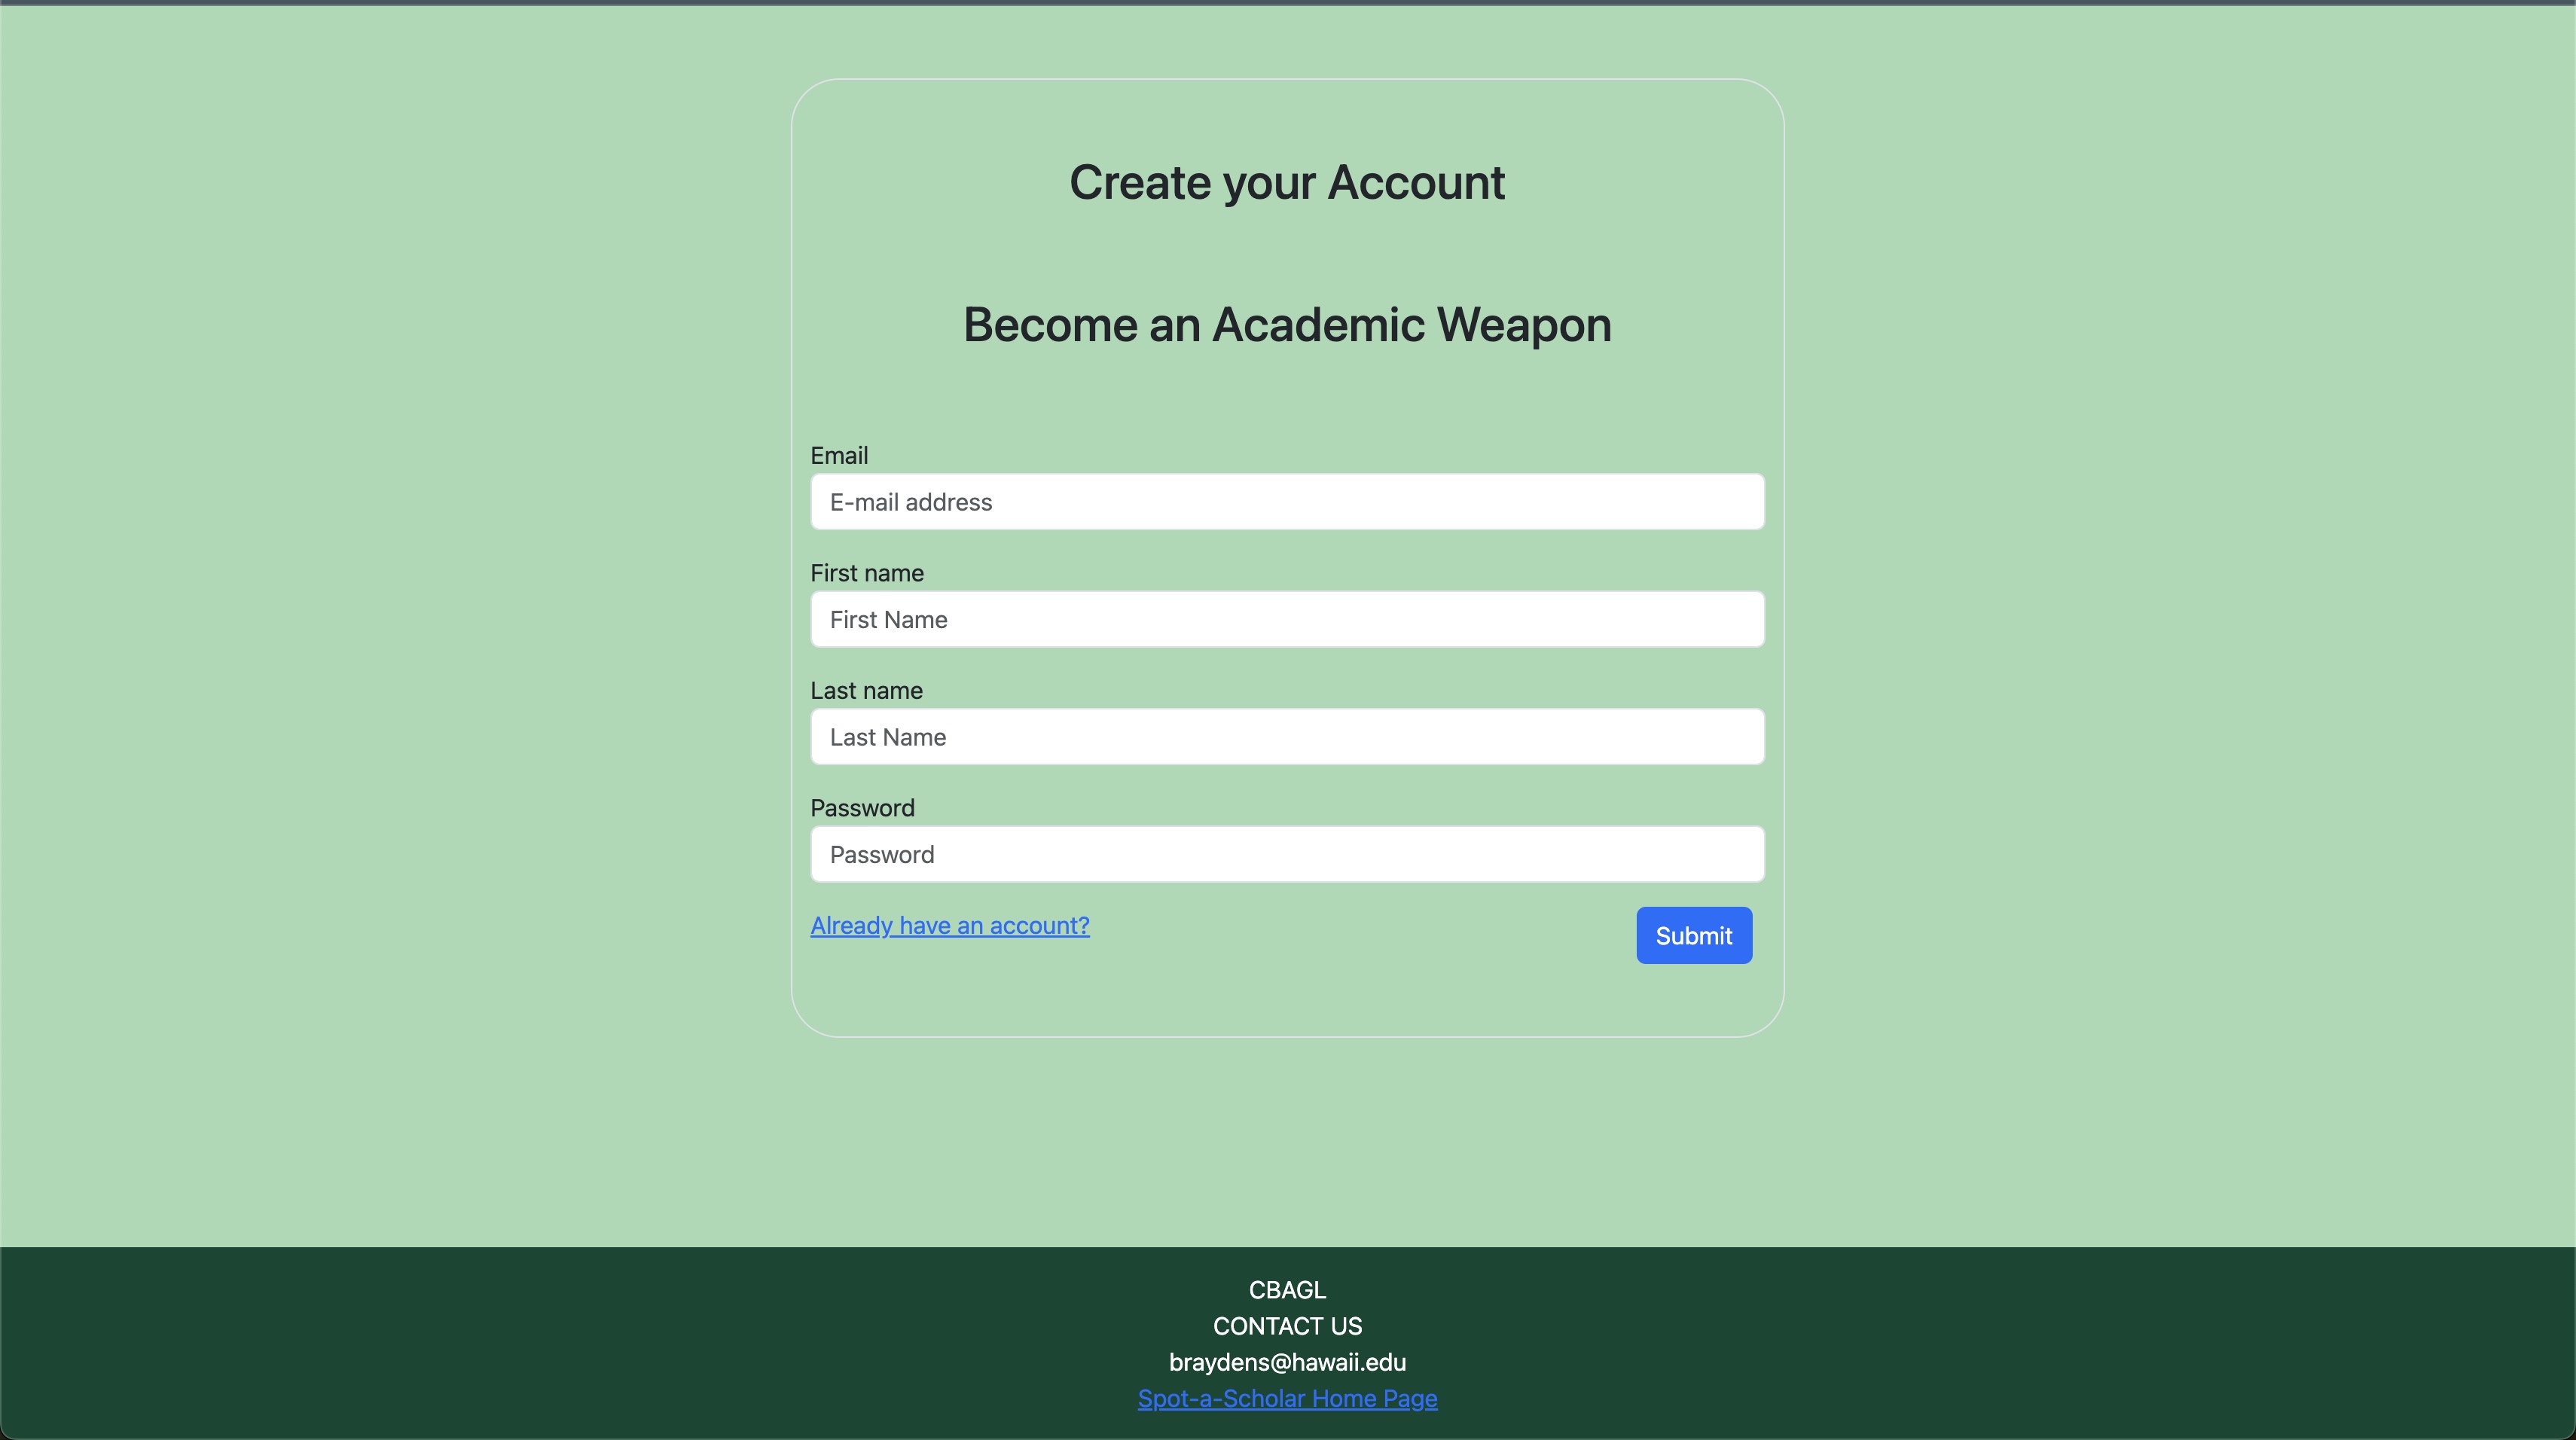 Create your Account
Become an Academic Weapon
Email
E-mail address
First name
First Name
Last name
Last Name
Password
Password
Already have an account?
Submit
CBAGL
CONTACT US
braydens@hawaii.edu
Spot-a-Scholar Home Page